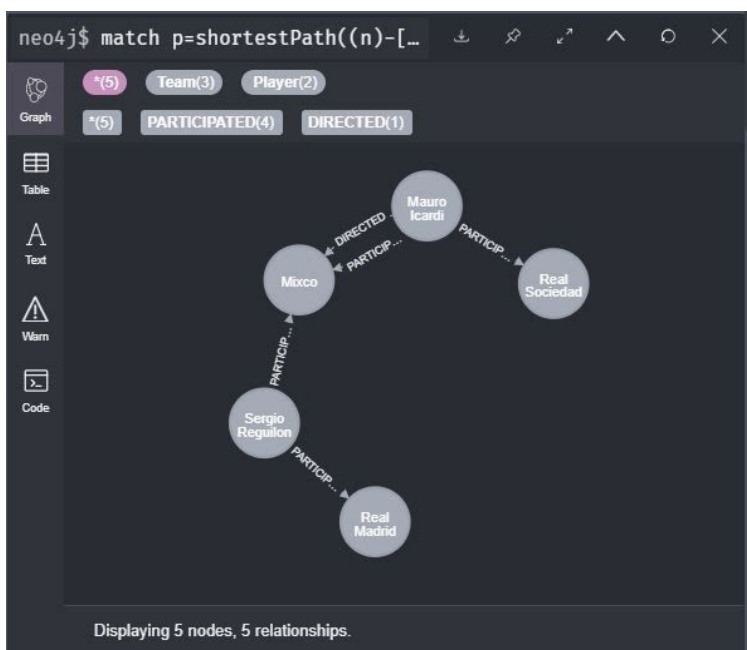 neo4j$ match p=shortestPath((n)-[…
Graph
*(5) Team(3) Player(2)
*(5) PARTICIPATED(4) DIRECTED(1)
Table
Text
Warn
Code
Mauro
Icardi
DIRECTED
PARTICIP…
PARTICIP…
Mixco
Real
Sociedad
PARTICIP…
Sergio
Reguilon
PARTICIP…
Real
Madrid
Displaying 5 nodes, 5 relationships.